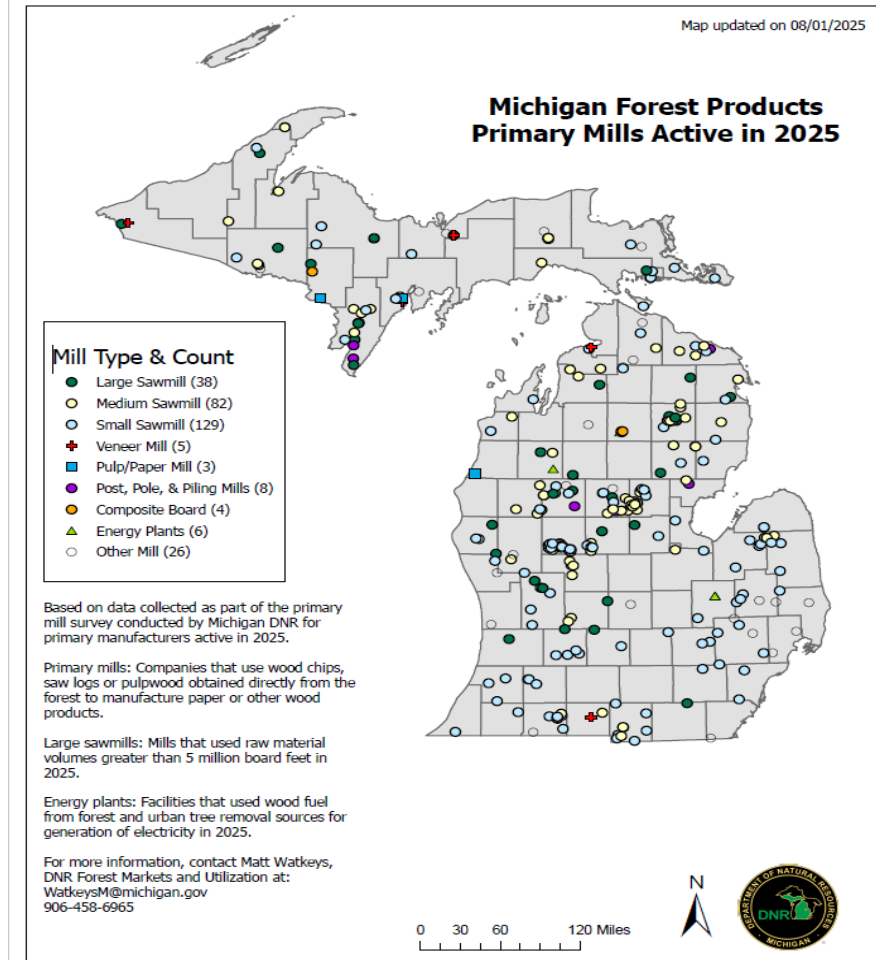 Map updated on 08/01/2025
Michigan Forest Products
Primary Mills Active in 2025
Mill Type & Count
Large Sawmill (38)
Medium Sawmill (82)
Small Sawmill (129)
Veneer Mill (5)
Pulp/Paper Mill (3)
Post, Pole, & Piling Mills (8)
Composite Board (4)
Energy Plants (6)
Other Mill (26)
Based on data collected as part of the primary
mill survey conducted by Michigan DNR for
primary manufacturers active in 2025.
Primary mills: Companies that use wood chips,
saw logs or pulpwood obtained directly from the
forest to manufacture paper or other wood
products.
Large sawmills: Mills that used raw material
volumes greater than 5 million board feet in
2025.
Energy plants: Facilities that used wood fuel
from forest and urban tree removal sources for
generation of electricity in 2025.
For more information, contact Matt Watkeys,
DNR Forest Markets and Utilization at:
WatkeysM@michigan.gov
906-458-6965
0 30 60 120 Miles
N
DEPARTMENT OF NATURAL RESOURCES
DNR
MICHIGAN